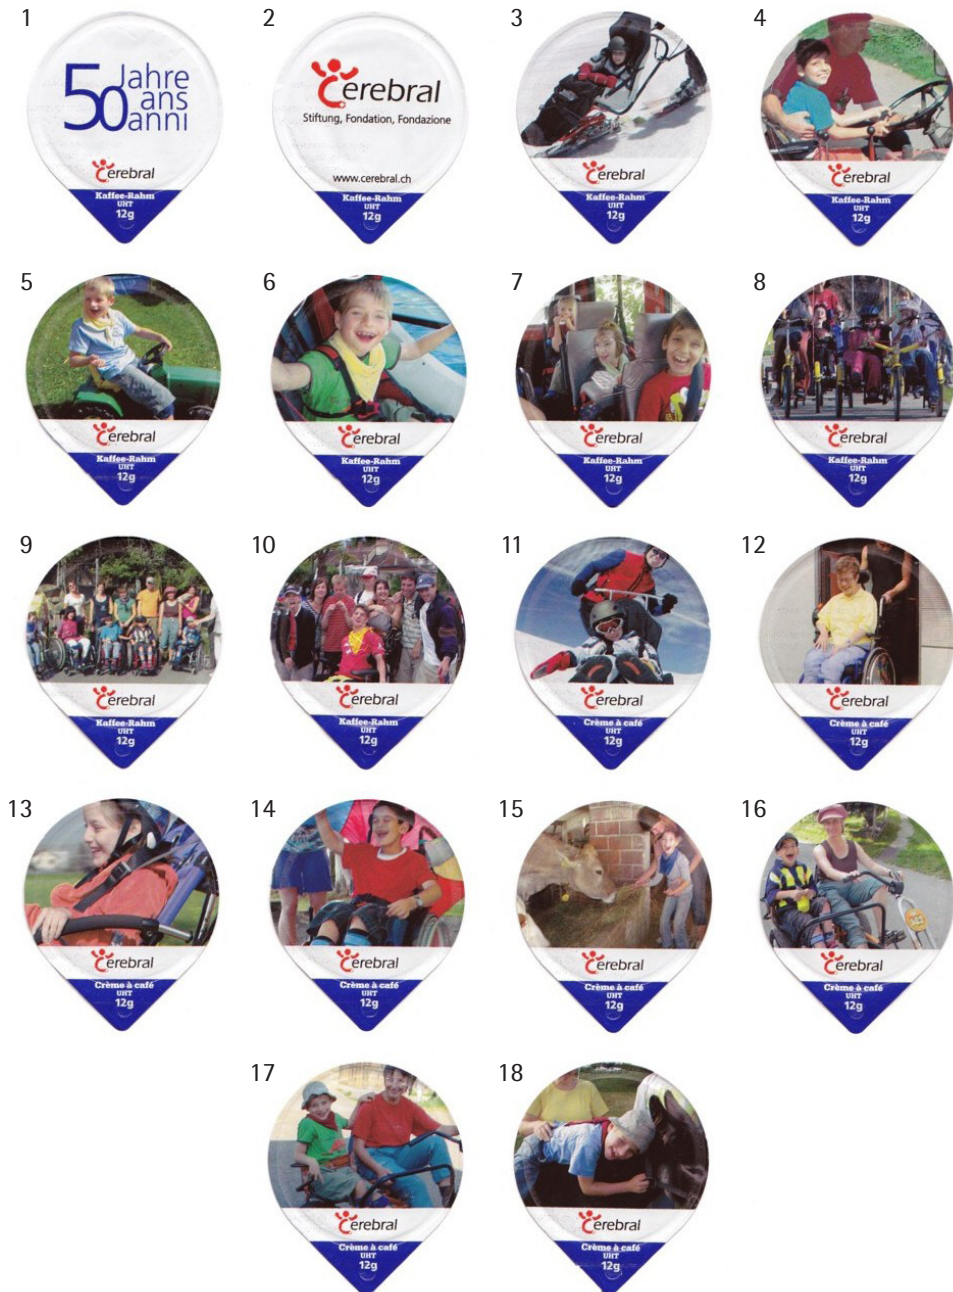 1
50 Jahre
ans
anni
Cerebral
Kaffee-Rahm
UHT
12g
2
Cerebral
Stiftung, Fondation, Fondazione
www.cerebral.ch
Kaffee-Rahm
UHT
12g
3
Cerebral
Kaffee-Rahm
UHT
12g
4
Cerebral
Kaffee-Rahm
UHT
12g
5
Cerebral
Kaffee-Rahm
UHT
12g
6
Cerebral
Kaffee-Rahm
UHT
12g
7
Cerebral
Kaffee-Rahm
UHT
12g
8
Cerebral
Kaffee-Rahm
UHT
12g
9
Cerebral
Kaffee-Rahm
UHT
12g
10
Cerebral
Kaffee-Rahm
UHT
12g
11
Cerebral
Crème à café
UHT
12g
12
Cerebral
Crème à café
UHT
12g
13
Cerebral
Crème à café
UHT
12g
14
Cerebral
Crème à café
UHT
12g
15
Cerebral
Crème à café
UHT
12g
16
Cerebral
Crème à café
UHT
12g
17
Cerebral
Crème à café
UHT
12g
18
Cerebral
Crème à café
UHT
12g